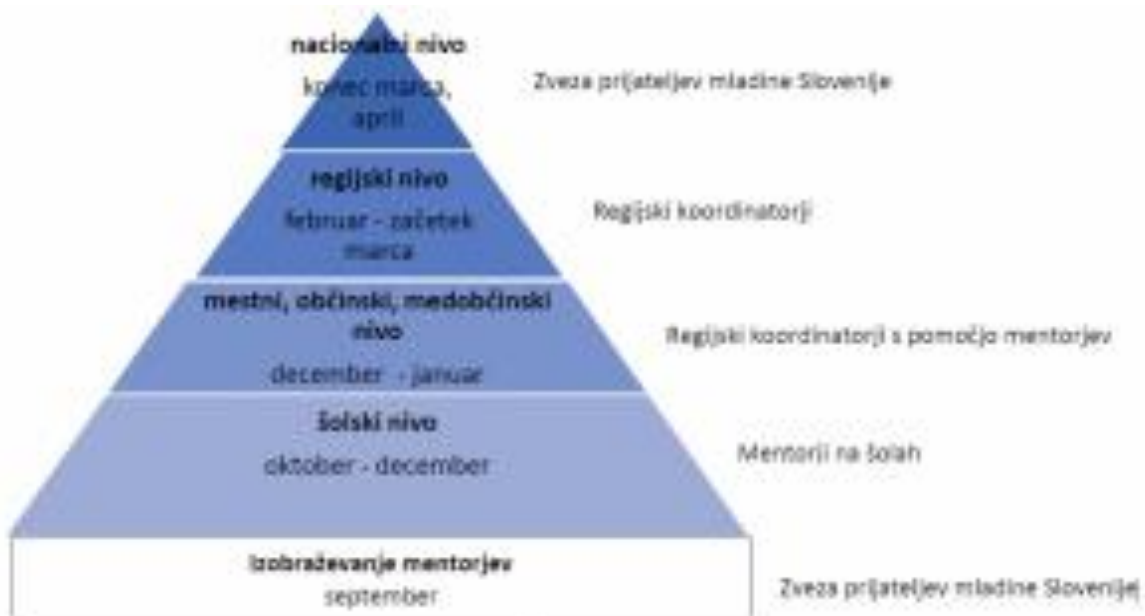 nacionalni nivo
konec marca,
april
Zveza prijateljev mladine Slovenije
regijski nivo
februar - začetek
marca
Regijski koordinatorji
mestni, občinski, medobčinski
nivo
december - januar
Regijski koordinatorji s pomočjo mentorjev
šolski nivo
oktober - december
Mentorji na šolah
Izobraževanje mentorjev
september
Zveza prijateljev mladine Slovenije